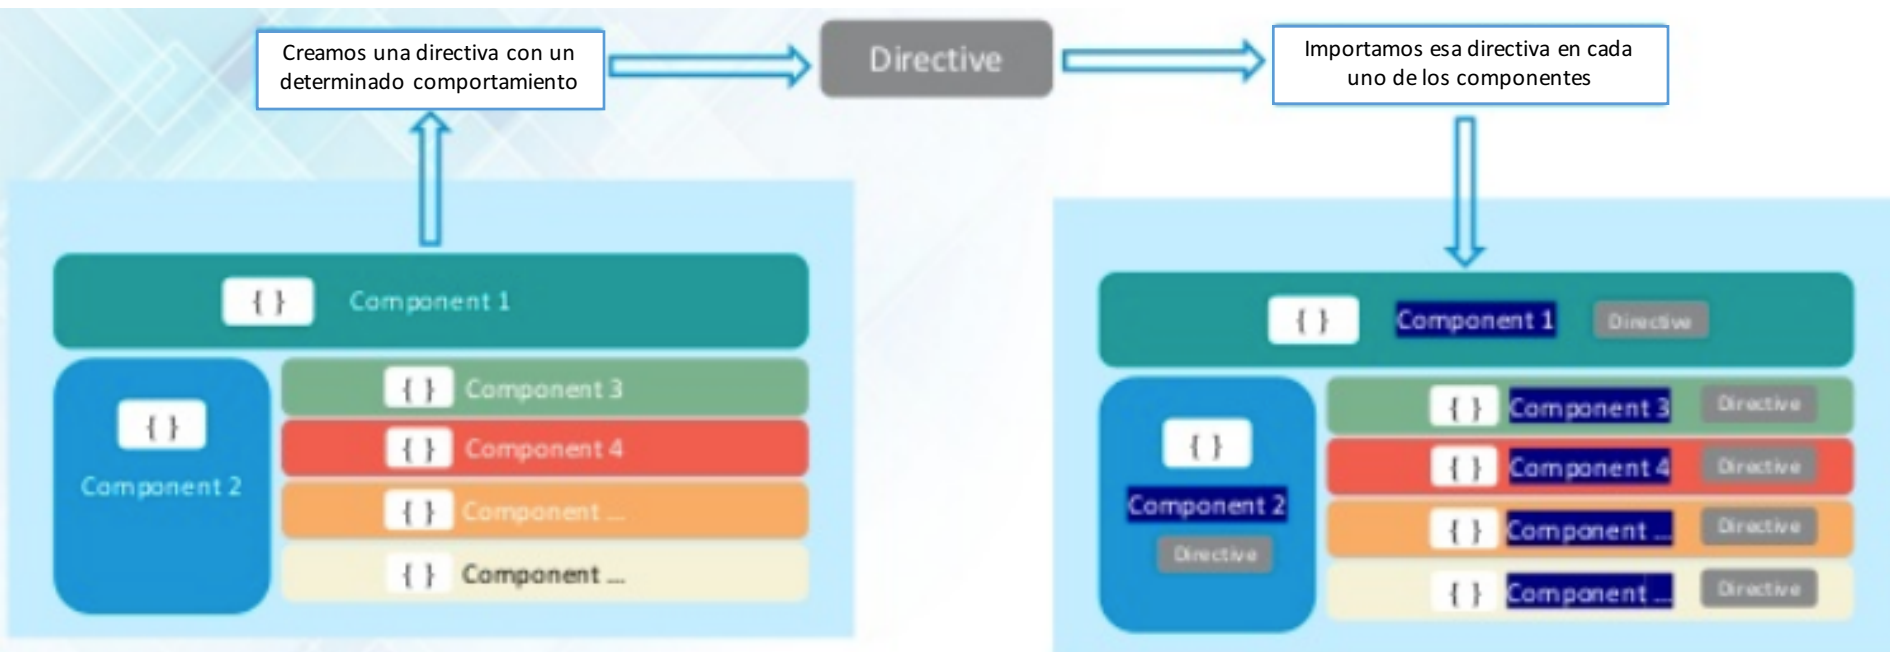 Creamos una directiva con un
determinado comportamiento
Directive
Importamos esa directiva en cada
uno de los componentes
{ } Component 1
{ } Component 3
{ } Component 4
{ } Component ...
{ } Component ...
{ }
Component 2
{ } Component 1 Directive
{ } Component 3 Directive
{ } Component 4 Directive
{ } Component ... Directive
{ } Component ... Directive
{ }
Component 2
Directive